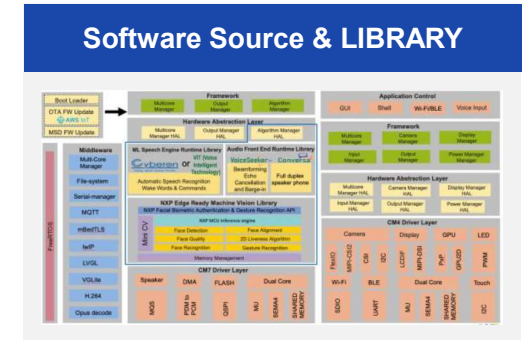 Software Source & LIBRARY
Boot Loader
OTA FW Update
AWS IoT
MSD FW Update
Framework
Multicore Manager
Output Manager
Algorithm Manager
Hardware Abstraction Layer
Multicore Manager HAL
Output Manager HAL
Algorithm Manager HAL
Middleware
Multi-Core Manager
File-system
Serial-manager
MQTT
mBedTLS
lwIP
LVGL
VGLite
H.264
Opus decode
FreeRTOS
ML Speech Engine Runtime Library
Cyberon or VIT (Voice Intelligent Technology)
Automatic Speech Recognition
Wake Words & Commands
Audio Front End Runtime Library
VoiceSeeker
Conversa
Beamforming
Echo
Cancellation
and Barge-in
Full duplex
speaker phone
NXP Edge Ready Machine Vision Library
NXP Facial Biometric Authentication & Gesture Recognition API
Mini CV
NXP MCU Inference engine
Face Detection
Face Alignment
Face Quality
2D Liveness Algorithm
Face Recognition
Gesture Recognition
Memory Management
CM7 Driver Layer
Speaker
DMA
FLASH
Dual Core
MQS
PDM to PCM
QSPI
MU
SEMA4
SHARED MEMORY
Application Control
GUI
Shell
Wi-Fi/BLE
Voice Input
Framework
Multicore Manager
Camera Manager
Display Manager
Input Manager
Output Manager
Power Manager Manager
Hardware Abstraction Layer
Multicore Manager HAL
Camera Manager HAL
Display Manager HAL
Input Manager HAL
Output Manager HAL
Power Manager HAL
CM4 Driver Layer
Camera
Display
GPU
LED
FlexIO
MIPI-CSI2
CSI
I2C
LCDIF
MIPI-DSI
PxP
GPU2D
PWM
Wi-Fi
BLE
Dual Core
Touch
SDIO
UART
MU
SEMA4
SHARED MEMORY
I2C